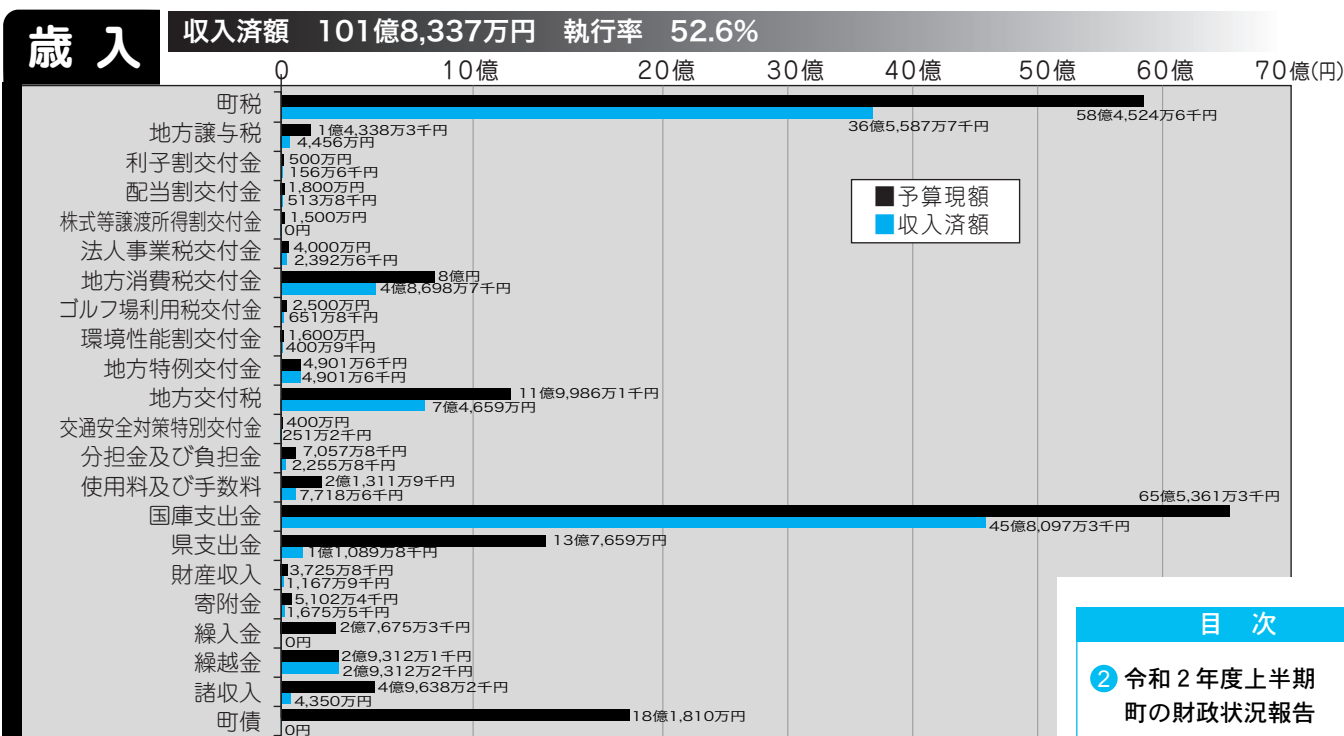 歳 入
収入済額 101億8,337万円 執行率 52.6%
0 10億 20億 30億 40億 50億 60億 70億(円)
町税
58億4,524万6千円
36億5,587万7千円
地方譲与税
1億4,338万3千円
4,456万円
利子割交付金
500万円
156万6千円
配当割交付金
1,800万円
513万8千円
株式等譲渡所得割交付金
1,500万円
0円
法人事業税交付金
4,000万円
2,392万6千円
地方消費税交付金
8億円
4億8,698万7千円
ゴルフ場利用税交付金
2,500万円
651万8千円
環境性能割交付金
1,600万円
400万9千円
地方特例交付金
4,901万6千円
4,901万6千円
地方交付税
11億9,986万1千円
7億4,659万円
交通安全対策特別交付金
400万円
251万2千円
分担金及び負担金
7,057万8千円
2,255万8千円
使用料及び手数料
2億1,311万9千円
7,718万6千円
国庫支出金
65億5,361万3千円
45億8,097万3千円
県支出金
13億7,659万円
1億1,089万8千円
財産収入
3,725万8千円
1,167万9千円
寄附金
5,102万4千円
1,675万5千円
繰入金
2億7,675万3千円
0円
繰越金
2億9,312万1千円
2億9,312万2千円
諸収入
4億9,638万2千円
4,350万円
町債
18億1,810万円
0円
予算現額
収入済額
目 次
2 令和2年度上半期
町の財政状況報告